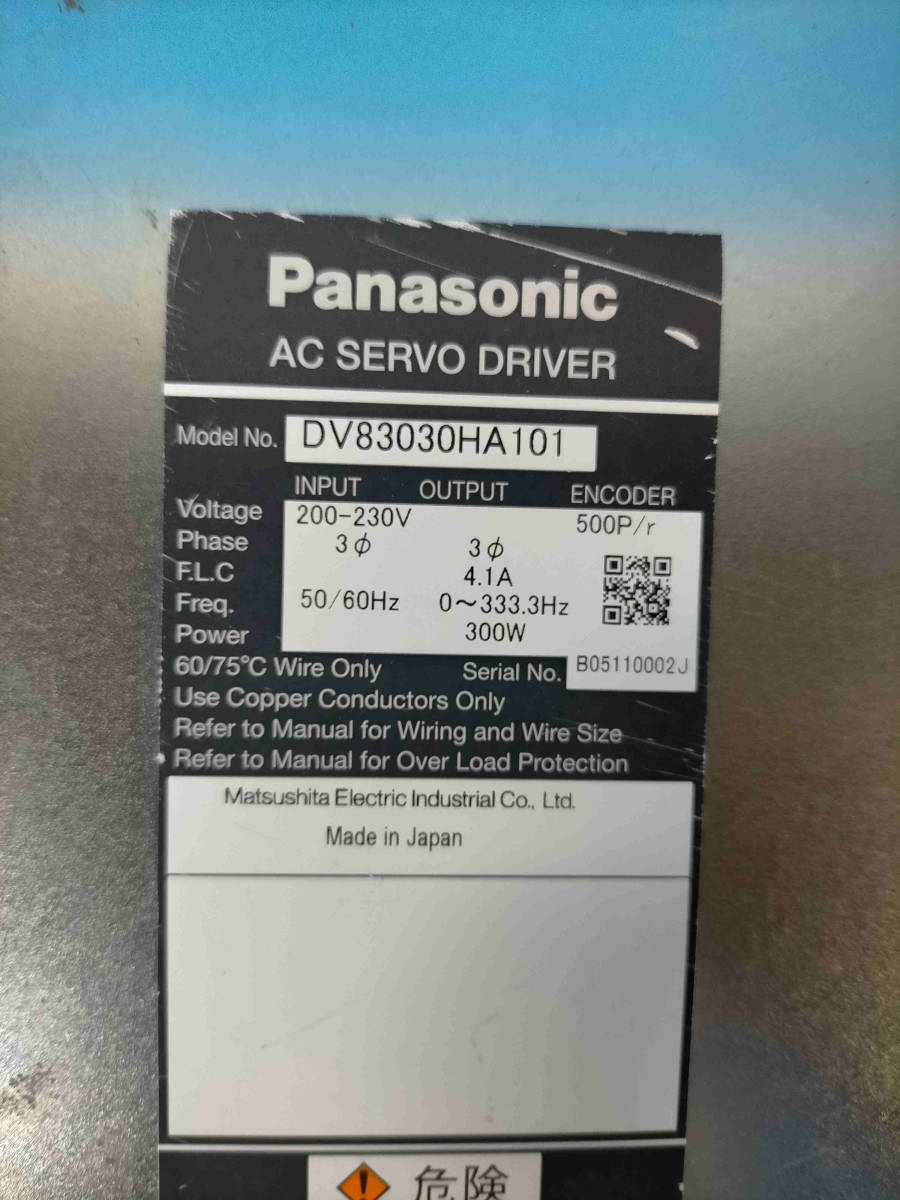 Panasonic
AC SERVO DRIVER
Model No. DV83030HA101
INPUT OUTPUT ENCODER
Voltage 200-230V 500P/r
Phase 3φ 3φ
F.L.C 4.1A
Freq. 50/60Hz 0～333.3Hz
Power 300W
60/75°C Wire Only Serial No. B05110002J
Use Copper Conductors Only
Refer to Manual for Wiring and Wire Size
Refer to Manual for Over Load Protection
Matsushita Electric Industrial Co., Ltd.
Made in Japan
危険